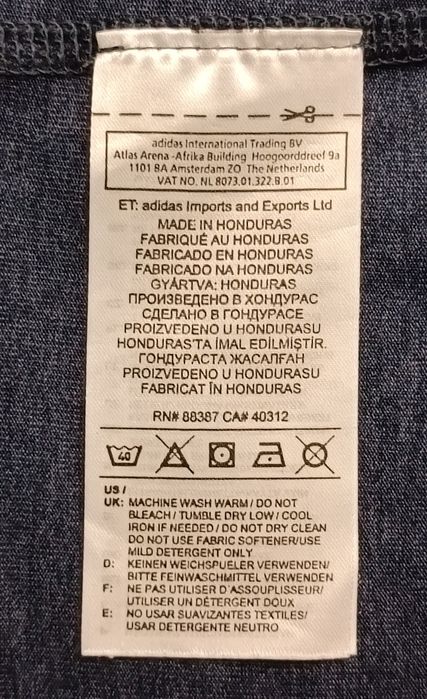 adidas International Trading BV
Atlas Arena -Afrika Building Hoogoorddreef 9a
1101 BA Amsterdam ZO The Netherlands
VAT NO. NL 8073.01.322.B.01
ET: adidas Imports and Exports Ltd
MADE IN HONDURAS
FABRIQUÉ AU HONDURAS
FABRICADO EN HONDURAS
FABRICADO NA HONDURAS
GYÁRTVA: HONDURAS
ПРОИЗВЕДЕНО В ХОНДУРАС
СДЕЛАНО В ГОНДУРАСЕ
PROIZVEDENO U HONDURASU
HONDURAS'TA İMAL EDİLMİŞTİR.
ГОНДУРАСТА ЖАСАЛҒАН
PROIZVEDENO U HONDURASU
FABRICAT ÎN HONDURAS
RN# 88387 CA# 40312
40
US /
UK: MACHINE WASH WARM / DO NOT
BLEACH / TUMBLE DRY LOW / COOL
IRON IF NEEDED / DO NOT DRY CLEAN
DO NOT USE FABRIC SOFTENER/USE
MILD DETERGENT ONLY
D: KEINEN WEICHSPUELER VERWENDEN/
BITTE FEINWASCHMITTEL VERWENDEN
F: NE PAS UTILISER D'ASSOUPLISSEUR/
UTILISER UN DÉTERGENT DOUX
E: NO USAR SUAVIZANTES TEXTILES/
USAR DETERGENTE NEUTRO